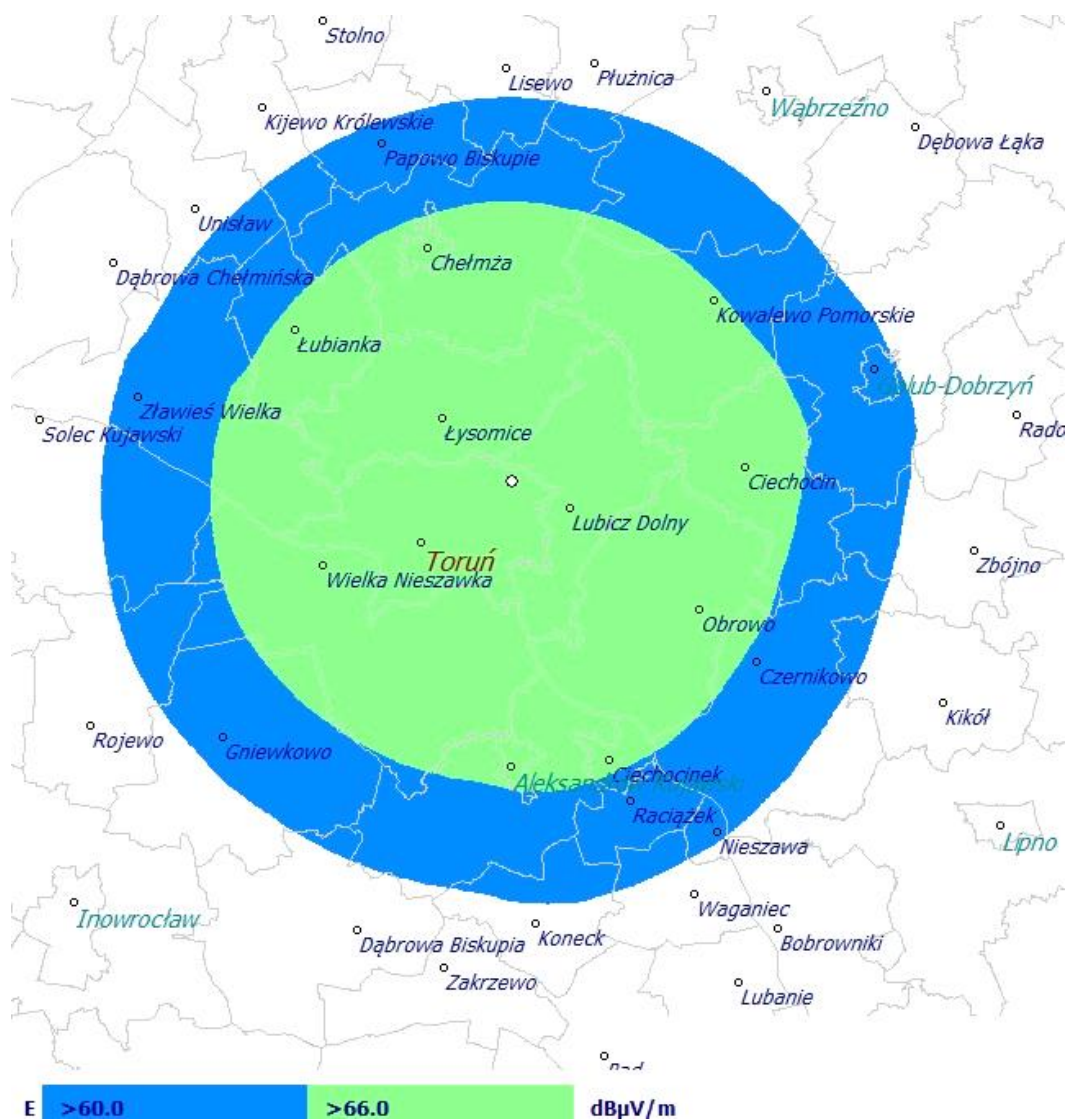 Stolno
Lisewo
Płużnica
Wąbrzeźno
Kijewo Królewskie
Dębowa Łąka
Papowo Biskupie
Unisław
Chełmża
Dąbrowa Chełmińska
Kowalewo Pomorskie
Łubianka
Golub-Dobrzyń
Zławieś Wielka
Solec Kujawski
Łysomice
Rado
Ciechocin
Lubicz Dolny
Toruń
Zbójno
Wielka Nieszawka
Obrowo
Czernikowo
Kikół
Rojewo
Gniewkowo
Ciechocinek
Raciążek
Nieszawa
Lipno
Waganiec
Inowrocław
Dąbrowa Biskupia
Koneck
Bobrowniki
Zakrzewo
Lubanie
E >60.0 >66.0 dBµV/m